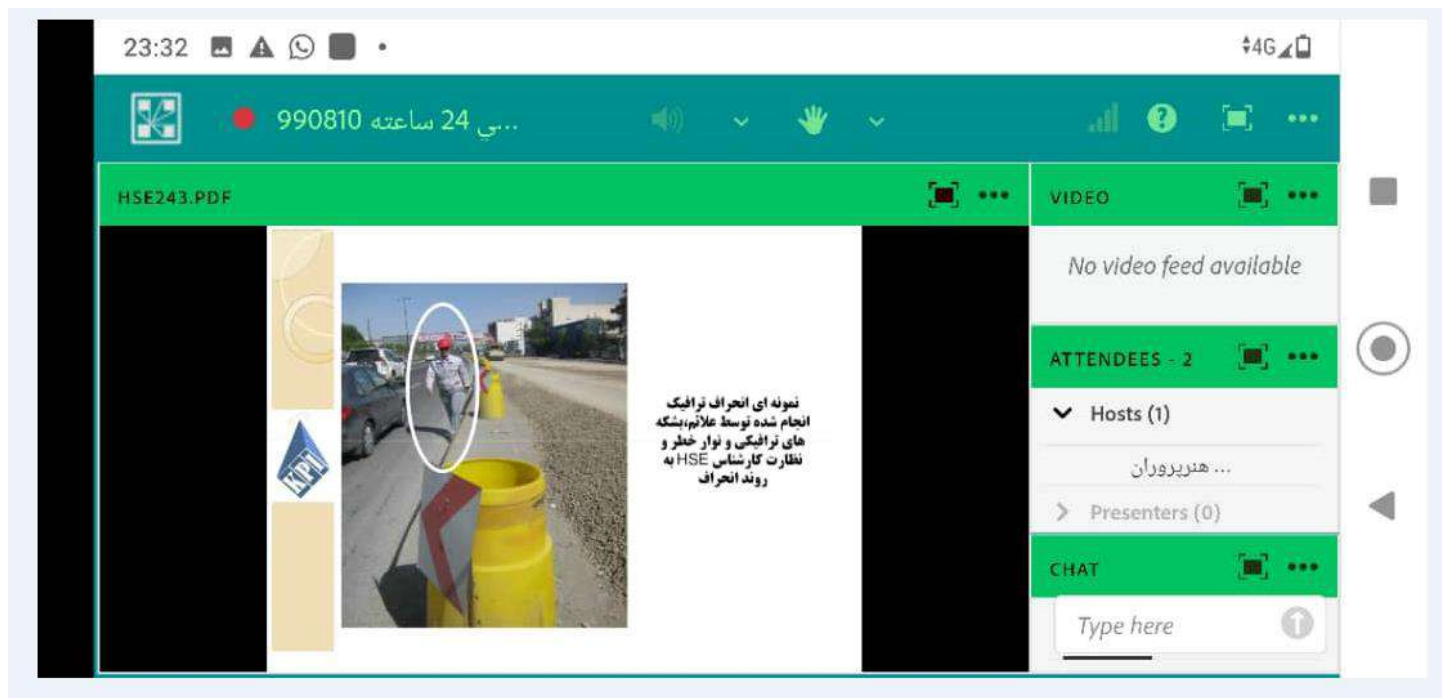 23:32
4G
990810 ساعته 24 بي...
HSE243.PDF
VIDEO
No video feed available
ATTENDEES - 2
Hosts (1)
هنرپروران ...
Presenters (0)
CHAT
Type here
نمونه ای انحراف ترافیک
انجام شده توسط علائم،بشکه
های ترافیکی و نوار خطر و
نظارت کارشناس HSE به
روند انحراف
KPI